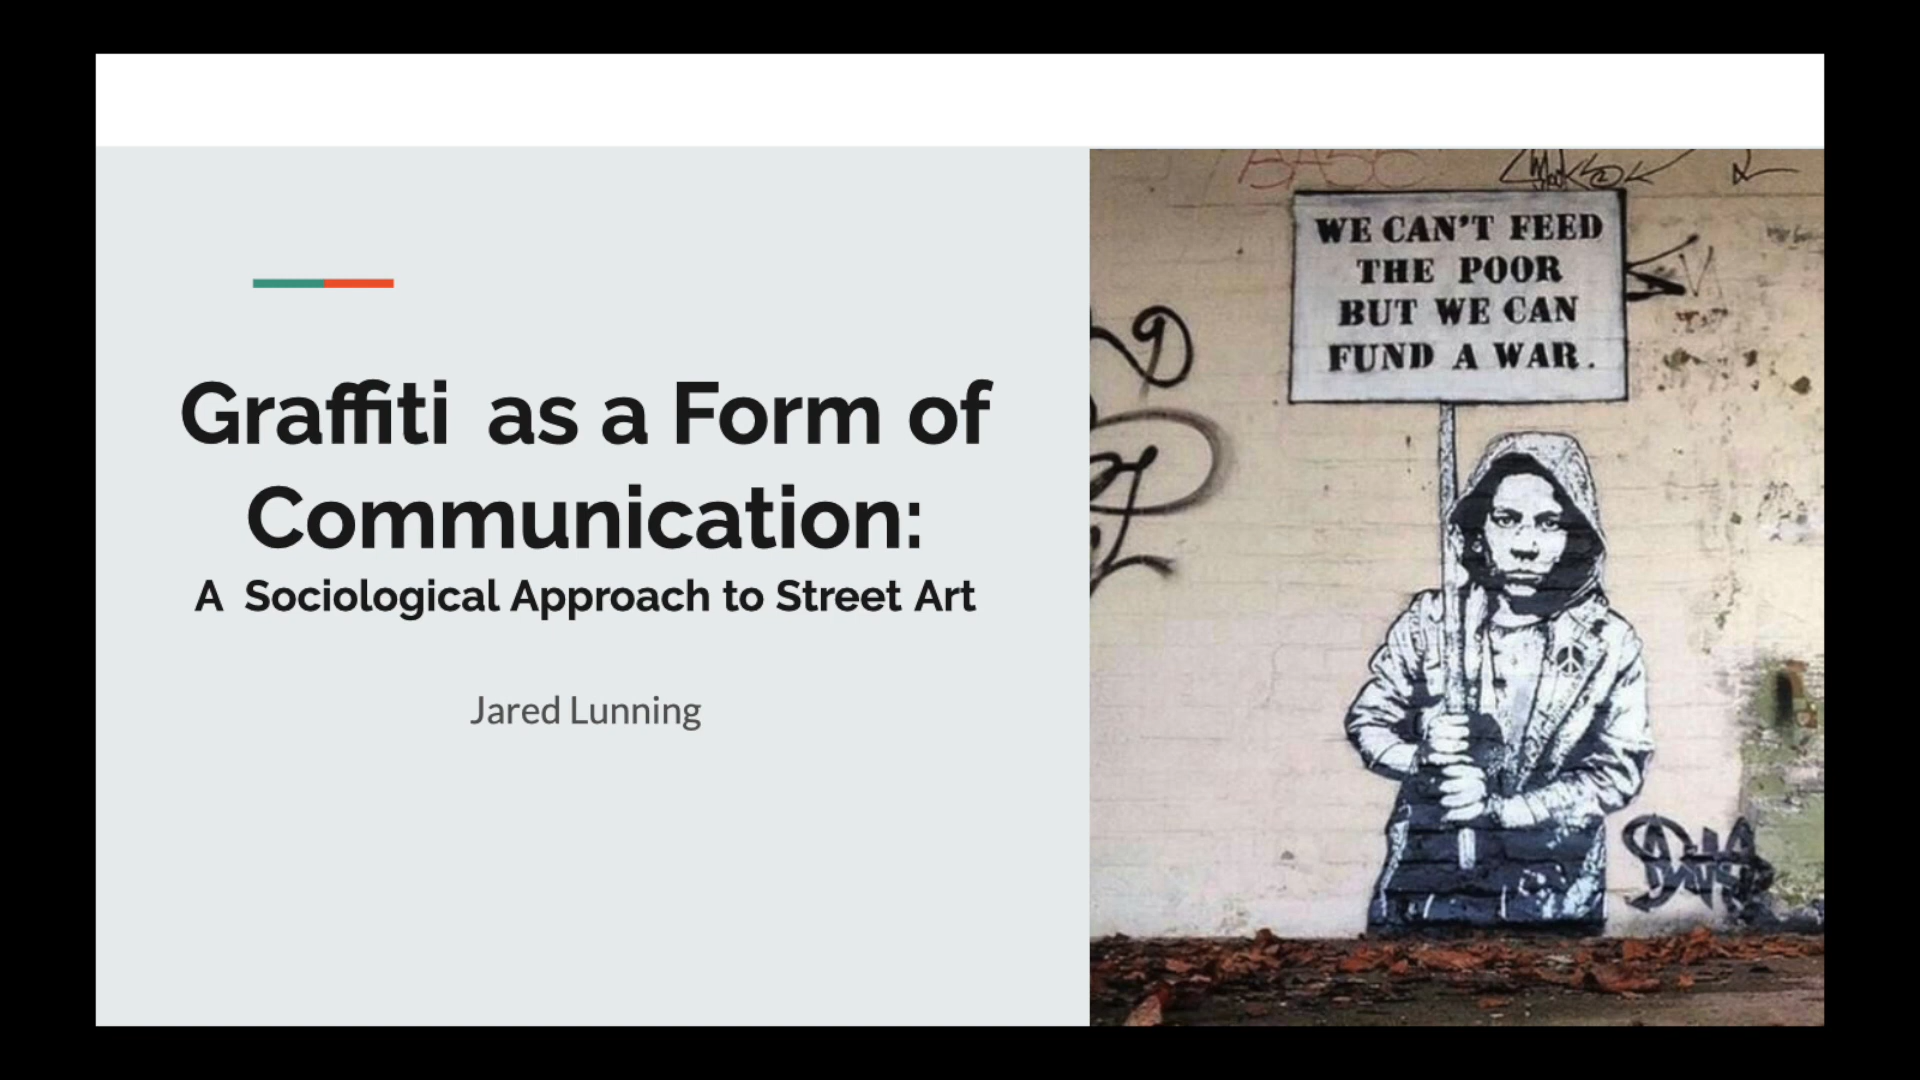 Graffiti as a Form of
Communication:
A Sociological Approach to Street Art
Jared Lunning
WE CAN'T FEED
THE POOR
BUT WE CAN
FUND A WAR.